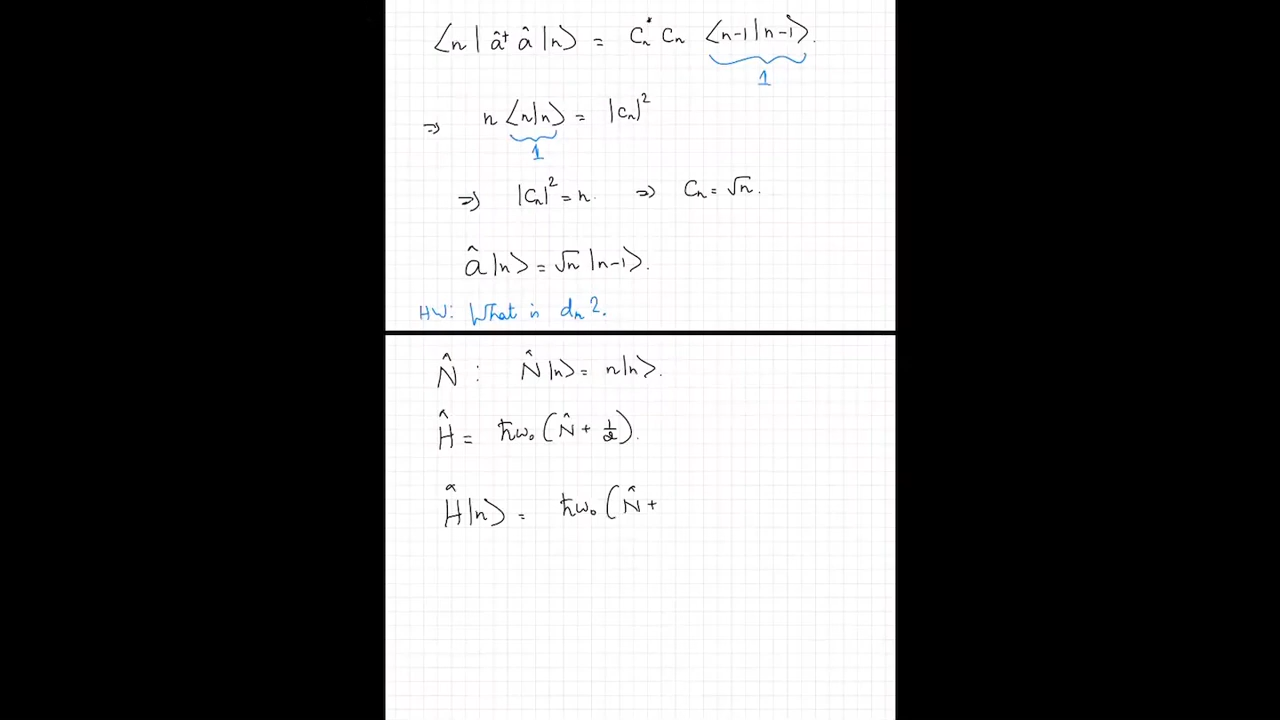 ⟨n| â† â |n⟩ = Cₙ* Cₙ ⟨n-1|n-1⟩.
1
⇒ n ⟨n|n⟩ = |Cₙ|²
1
⇒ |Cₙ|² = n. ⇒ Cₙ = √n.
â |n⟩ = √n |n-1⟩.
HW: What is dₙ?.
N̂ : N̂ |n⟩ = n|n⟩.
Ĥ = ℏω₀ (N̂ + 1/2).
Ĥ|n⟩ = ℏω₀ (N̂ +